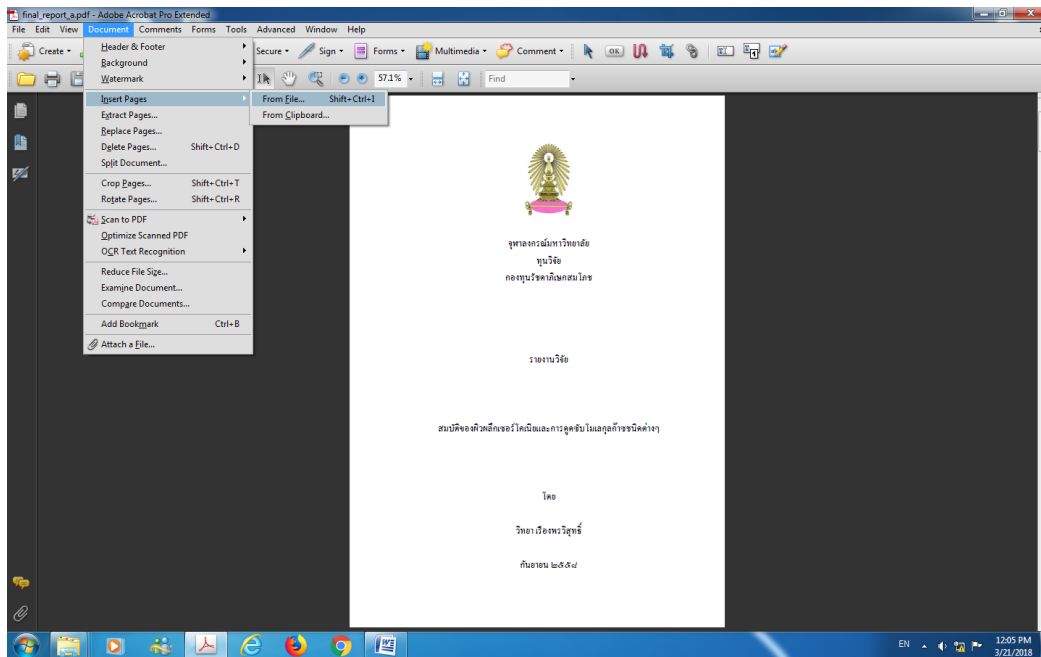 final_report_a.pdf - Adobe Acrobat Pro Extended
File Edit View Document Comments Forms Tools Advanced Window Help
Create Secure Sign Forms Multimedia Comment OK
57.1% Find
Header & Footer
Background
Watermark
Insert Pages
From File... Shift+Ctrl+I
From Clipboard...
Extract Pages...
Replace Pages...
Delete Pages... Shift+Ctrl+D
Split Document...
Crop Pages... Shift+Ctrl+T
Rotate Pages... Shift+Ctrl+R
Scan to PDF
Optimize Scanned PDF
OCR Text Recognition
Reduce File Size...
Examine Document...
Compare Documents...
Add Bookmark Ctrl+B
Attach a File...
จุฬาลงกรณ์มหาวิทยาลัย
ทุนวิจัย
กองทุนรัชดาภิเษกสมโภช
รายงานวิจัย
สมบัติของผิวผลึกเซอร์โคเนียและการดูดซับโมเลกุลก๊าซชนิดต่างๆ
โดย
วิทยา เรืองพรวิสุทธิ์
กันยายน ๒๕๕๘
EN 12:05 PM
3/21/2018